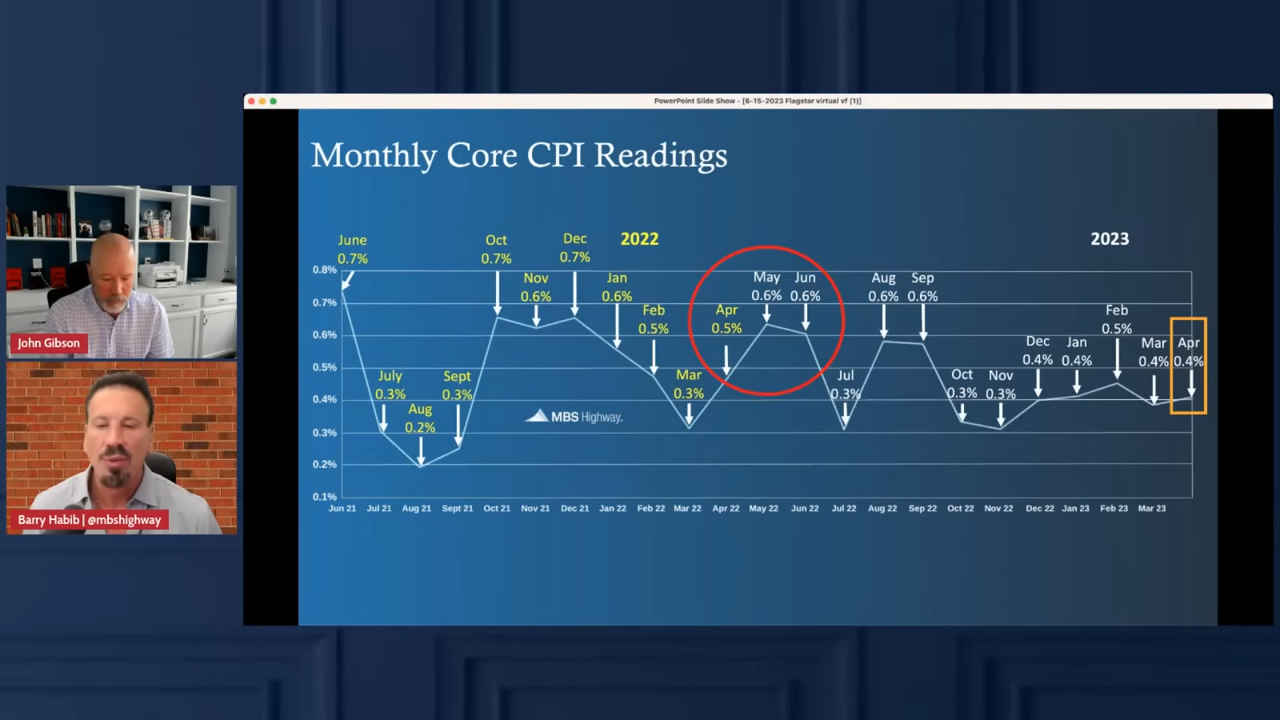 PowerPoint Slide Show - [6-15-2023 Flagstar virtual vf (1)]
Monthly Core CPI Readings
2022
2023
June
0.7%
July
0.3%
Aug
0.2%
Sept
0.3%
Oct
0.7%
Nov
0.6%
Dec
0.7%
Jan
0.6%
Feb
0.5%
Mar
0.3%
Apr
0.5%
May
0.6%
Jun
0.6%
Jul
0.3%
Aug
0.6%
Sep
0.6%
Oct
0.3%
Nov
0.3%
Dec
0.4%
Jan
0.4%
Feb
0.5%
Mar
0.4%
Apr
0.4%
0.8%
0.7%
0.6%
0.5%
0.4%
0.3%
0.2%
0.1%
MBS Highway.
Jun 21 Jul 21 Aug 21 Sept 21 Oct 21 Nov 21 Dec 21 Jan 22 Feb 22 Mar 22 Apr 22 May 22 Jun 22 Jul 22 Aug 22 Sep 22 Oct 22 Nov 22 Dec 22 Jan 23 Feb 23 Mar 23
John Gibson
Barry Habib | @mbshighway